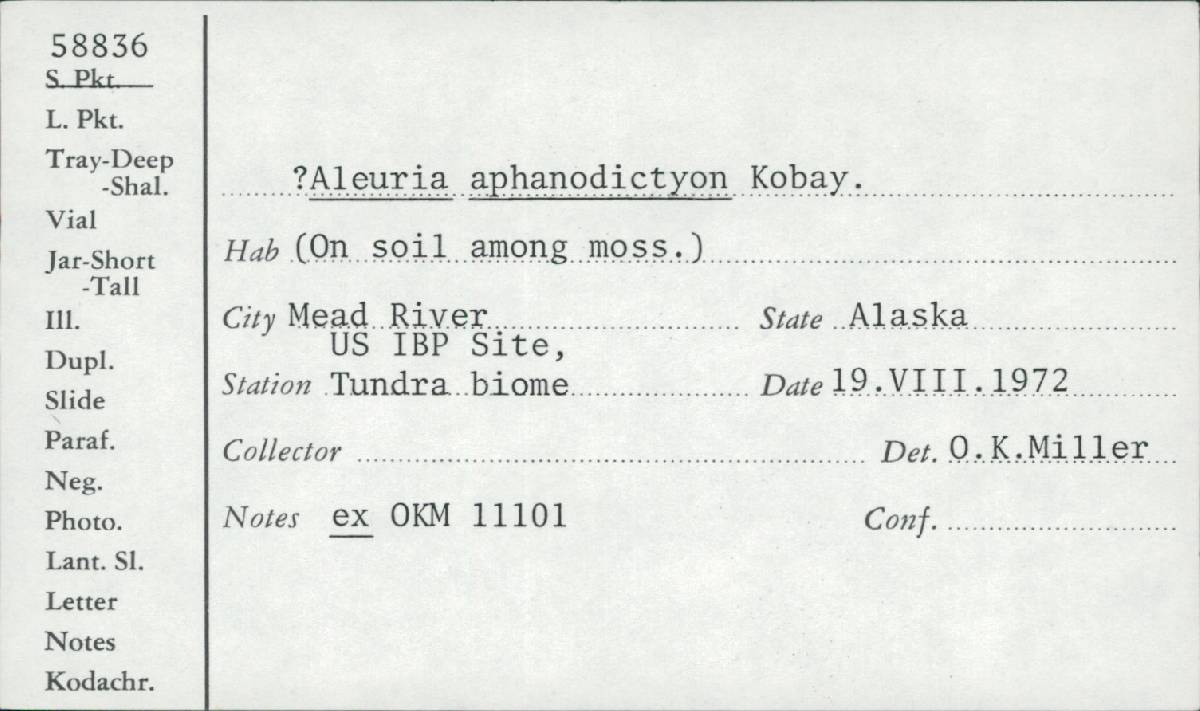 58836
S. Pkt.
L. Pkt.
Tray-Deep
-Shal.
Vial
Jar-Short
-Tall
Ill.
Dupl.
Slide
Paraf.
Neg.
Photo.
Lant. Sl.
Letter
Notes
Kodachr.
?Aleuria aphanodictyon Kobay.
Hab (On soil among moss.)
City Mead River State Alaska
US IBP Site,
Station Tundra biome Date 19.VIII.1972
Collector Det. O.K.Miller
Notes ex OKM 11101 Conf.